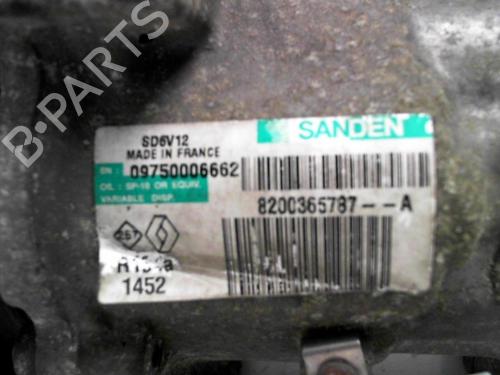 B-PARTS
SD6V12
MADE IN FRANCE
SANDEN
SN: 09750006662
OIL: SP-10 OR EQUIV.
VARIABLE DISP.
8200365787--A
R134a
1452